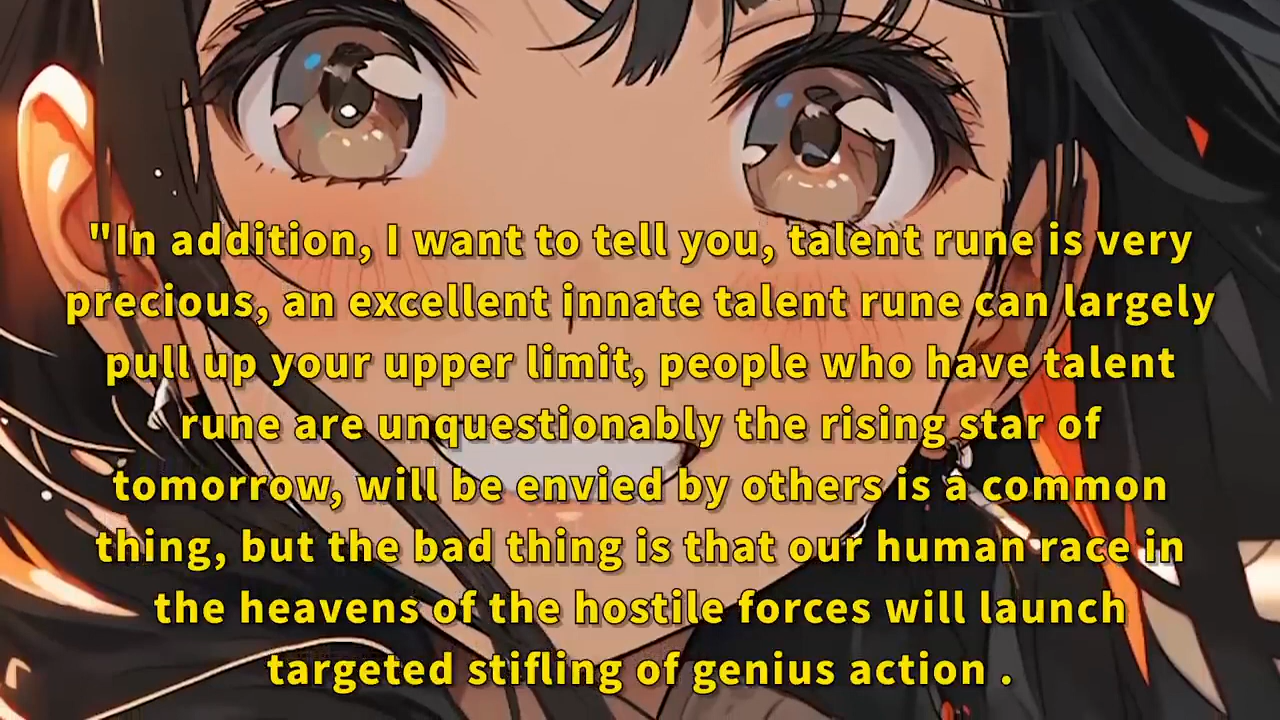 "In addition, I want to tell you, talent rune is very
precious, an excellent innate talent rune can largely
pull up your upper limit, people who have talent
rune are unquestionably the rising star of
tomorrow, will be envied by others is a common
thing, but the bad thing is that our human race in
the heavens of the hostile forces will launch
targeted stifling of genius action .